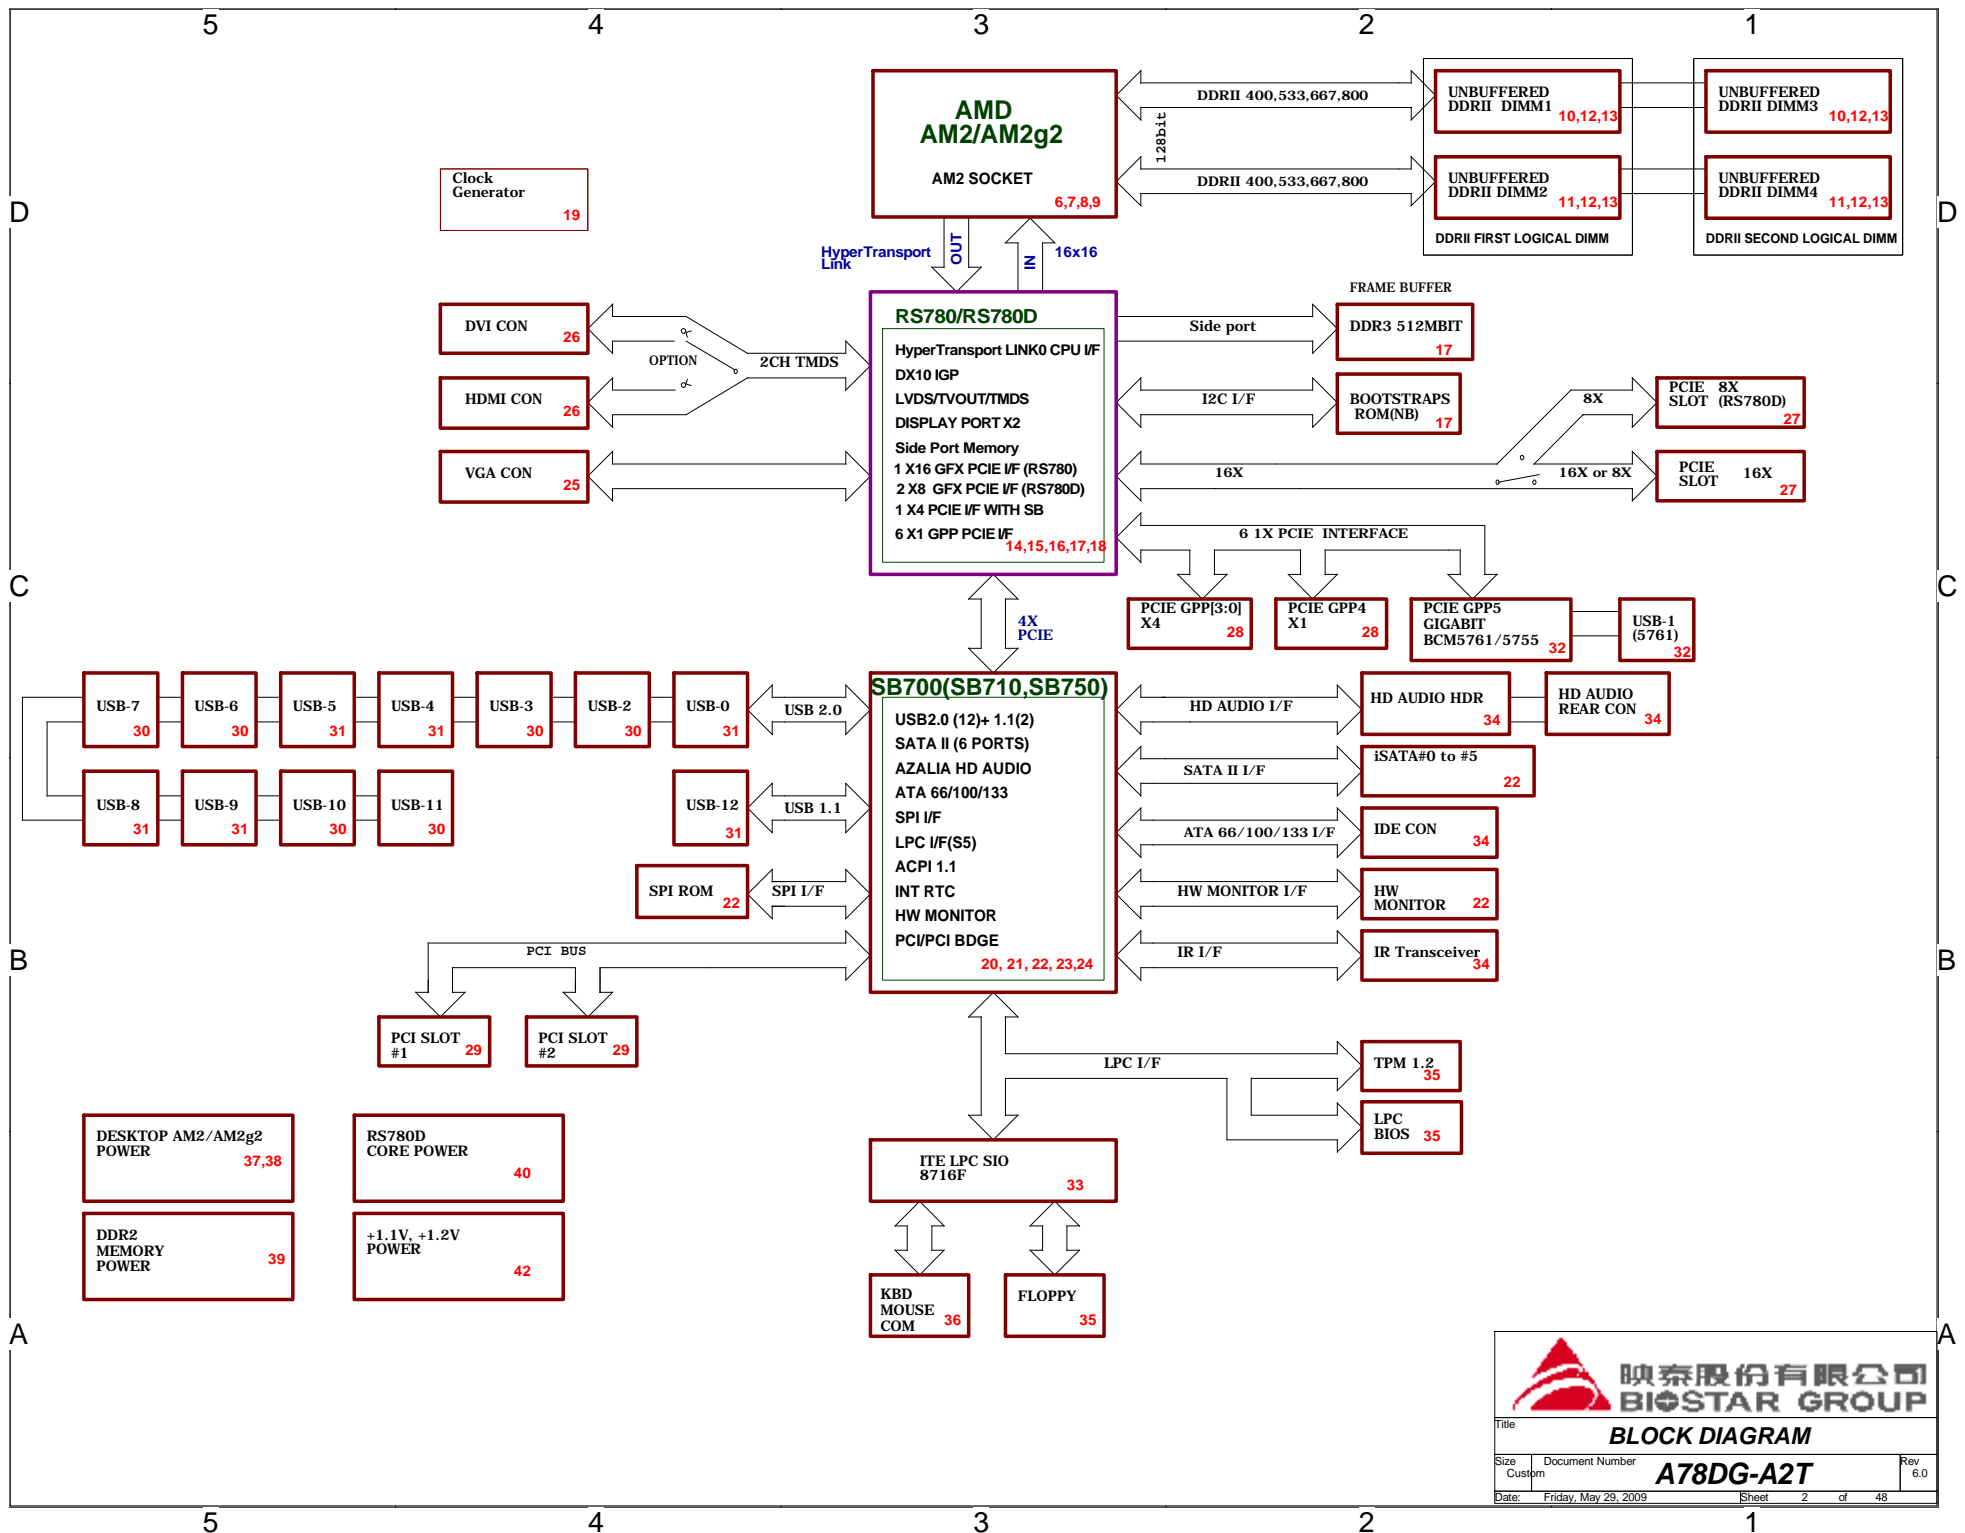 5 4 3 2 1
D
D
C
C
B
B
A
A
AMD
AM2/AM2g2
AM2 SOCKET
6,7,8,9
DDRII 400,533,667,800
128bit
DDRII 400,533,667,800
UNBUFFERED
DDRII DIMM1
10,12,13
UNBUFFERED
DDRII DIMM2
11,12,13
DDRII FIRST LOGICAL DIMM
UNBUFFERED
DDRII DIMM3
10,12,13
UNBUFFERED
DDRII DIMM4
11,12,13
DDRII SECOND LOGICAL DIMM
Clock
Generator
19
HyperTransport
Link
OUT
IN
16x16
DVI CON
26
OPTION
HDMI CON
26
2CH TMDS
VGA CON
25
RS780/RS780D
HyperTransport LINK0 CPU I/F
DX10 IGP
LVDS/TVOUT/TMDS
DISPLAY PORT X2
Side Port Memory
1 X16 GFX PCIE I/F (RS780)
2 X8 GFX PCIE I/F (RS780D)
1 X4 PCIE I/F WITH SB
6 X1 GPP PCIE I/F
14,15,16,17,18
FRAME BUFFER
Side port
DDR3 512MBIT
17
I2C I/F
BOOTSTRAPS
ROM(NB)
17
16X
8X
16X or 8X
PCIE 8X
SLOT (RS780D)
27
PCIE 16X
SLOT
27
6 1X PCIE INTERFACE
PCIE GPP[3:0]
X4
28
PCIE GPP4
X1
28
PCIE GPP5
GIGABIT
BCM5761/5755
32
USB-1
(5761)
32
4X
PCIE
USB-7
30
USB-6
30
USB-5
31
USB-4
31
USB-3
30
USB-2
30
USB-0
31
USB 2.0
USB-8
31
USB-9
31
USB-10
30
USB-11
30
USB-12
31
USB 1.1
SPI ROM
22
SPI I/F
PCI BUS
PCI SLOT
#1
29
PCI SLOT
#2
29
SB700(SB710,SB750)
USB2.0 (12)+ 1.1(2)
SATA II (6 PORTS)
AZALIA HD AUDIO
ATA 66/100/133
SPI I/F
LPC I/F(S5)
ACPI 1.1
INT RTC
HW MONITOR
PCI/PCI BDGE
20, 21, 22, 23,24
HD AUDIO I/F
HD AUDIO HDR
34
HD AUDIO
REAR CON
34
SATA II I/F
iSATA#0 to #5
22
ATA 66/100/133 I/F
IDE CON
34
HW MONITOR I/F
HW
MONITOR
22
IR I/F
IR Transceiver
34
LPC I/F
TPM 1.2
35
LPC
BIOS
35
ITE LPC SIO
8716F
33
KBD
MOUSE
COM
36
FLOPPY
35
DESKTOP AM2/AM2g2
POWER
37,38
RS780D
CORE POWER
40
DDR2
MEMORY
POWER
39
+1.1V, +1.2V
POWER
42
映泰股份有限公司
BIOSTAR GROUP
Title
BLOCK DIAGRAM
Size
Custom
Document Number
A78DG-A2T
Rev
6.0
Date: Friday, May 29, 2009 Sheet 2 of 48
5 4 3 2 1